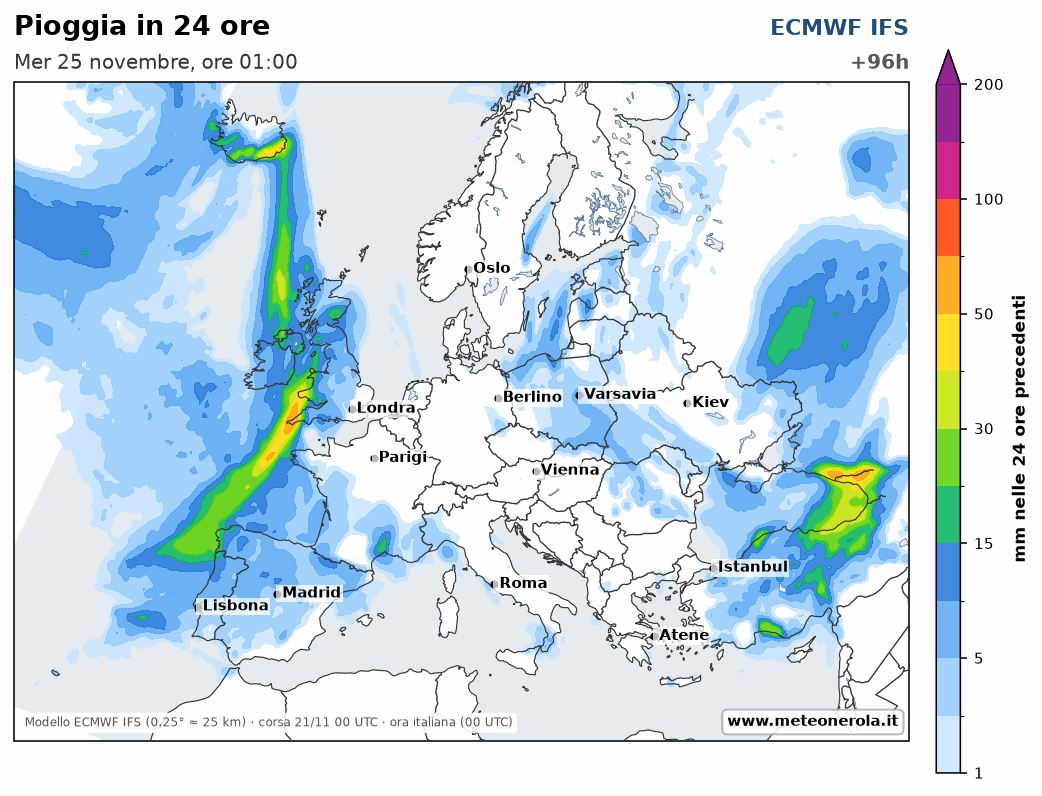 Pioggia in 24 ore
ECMWF IFS
Mer 25 novembre, ore 01:00
+96h
200
100
50
30
15
5
1
mm nelle 24 ore precedenti
Oslo
Berlino
Varsavia
Kiev
Londra
Parigi
Vienna
Istanbul
Roma
Madrid
Lisbona
Atene
Modello ECMWF IFS (0,25° ≈ 25 km) · corsa 21/11 00 UTC · ora italiana (00 UTC)
www.meteonerola.it